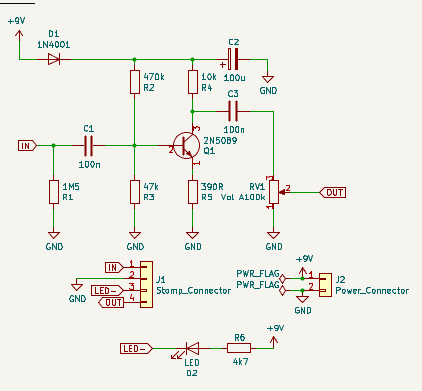 +9V
D1
1N4001
C2
100u
GND
470k
R2
10k
R4
C3
100n
IN
C1
100n
3
2
1
2N5089
Q1
1M5
R1
47k
R3
390R
R5
RV1
Vol A100k
3
2
1
OUT
GND
GND
GND
GND
IN
1
2
LED-
3
OUT
4
GND
J1
Stomp_Connector
+9V
PWR_FLAG
PWR_FLAG
1
2
GND
J2
Power_Connector
LED-
LED
D2
R6
4k7
+9V